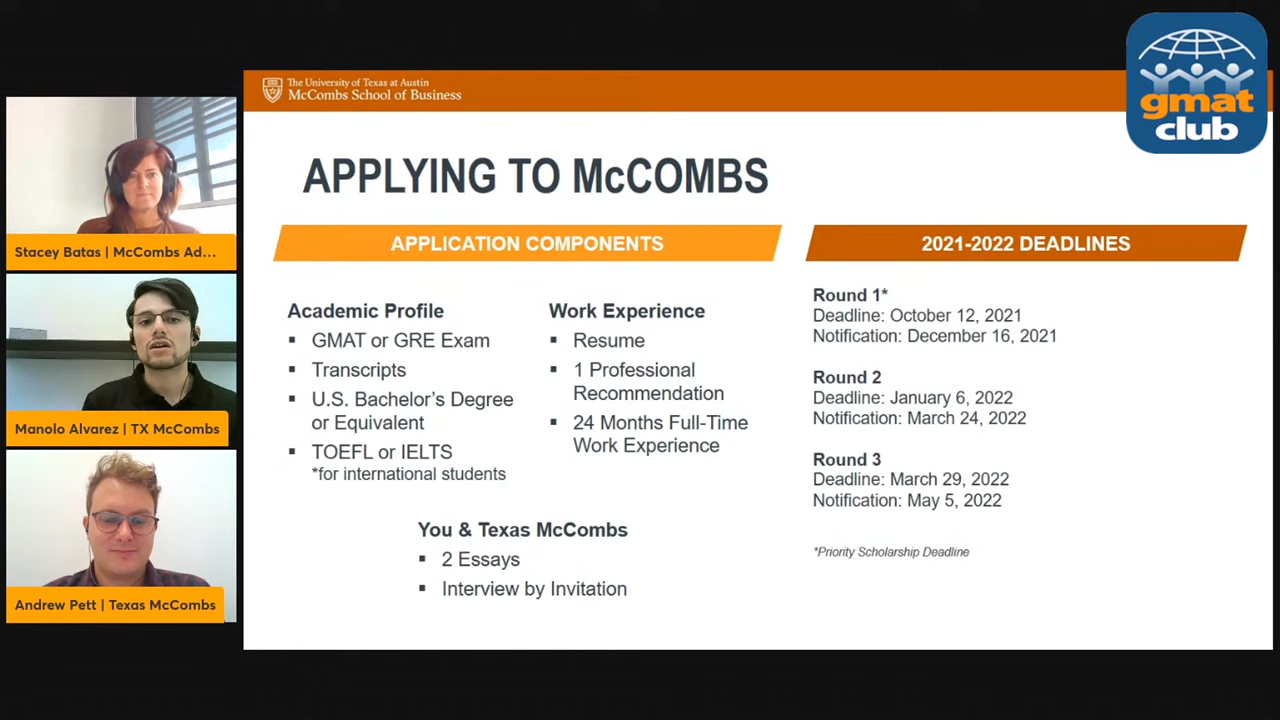 The University of Texas at Austin
McCombs School of Business
gmat
club
APPLYING TO McCOMBS
APPLICATION COMPONENTS
Academic Profile
▪ GMAT or GRE Exam
▪ Transcripts
▪ U.S. Bachelor's Degree
or Equivalent
▪ TOEFL or IELTS
*for international students
Work Experience
▪ Resume
▪ 1 Professional
Recommendation
▪ 24 Months Full-Time
Work Experience
You & Texas McCombs
▪ 2 Essays
▪ Interview by Invitation
2021-2022 DEADLINES
Round 1*
Deadline: October 12, 2021
Notification: December 16, 2021
Round 2
Deadline: January 6, 2022
Notification: March 24, 2022
Round 3
Deadline: March 29, 2022
Notification: May 5, 2022
*Priority Scholarship Deadline
Stacey Batas | McCombs Ad...
Manolo Alvarez | TX McCombs
Andrew Pett | Texas McCombs